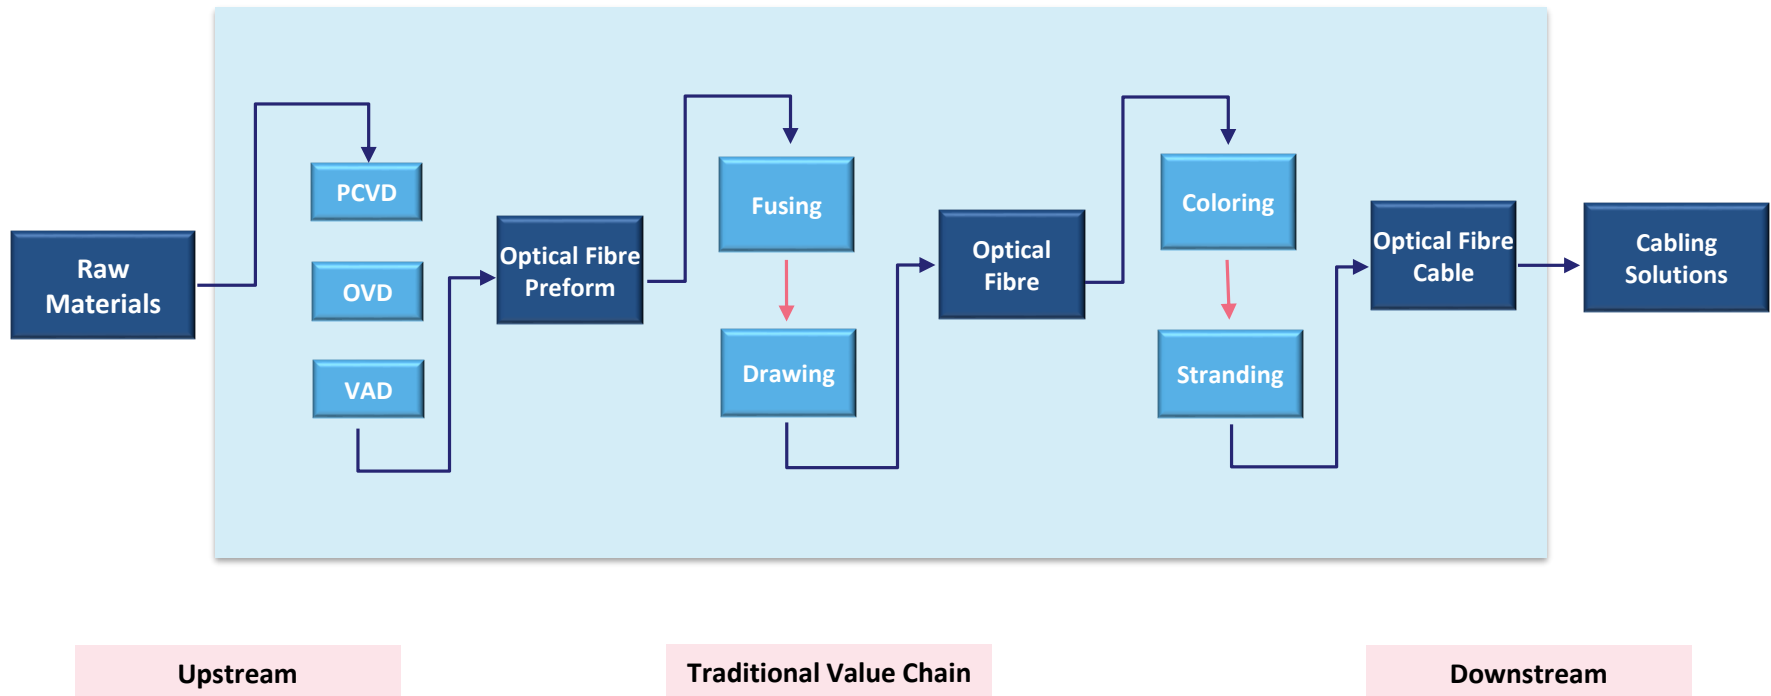 Raw
Materials
PCVD
OVD
VAD
Optical Fibre
Preform
Fusing
Drawing
Optical
Fibre
Coloring
Stranding
Optical Fibre
Cable
Cabling
Solutions
Upstream
Traditional Value Chain
Downstream